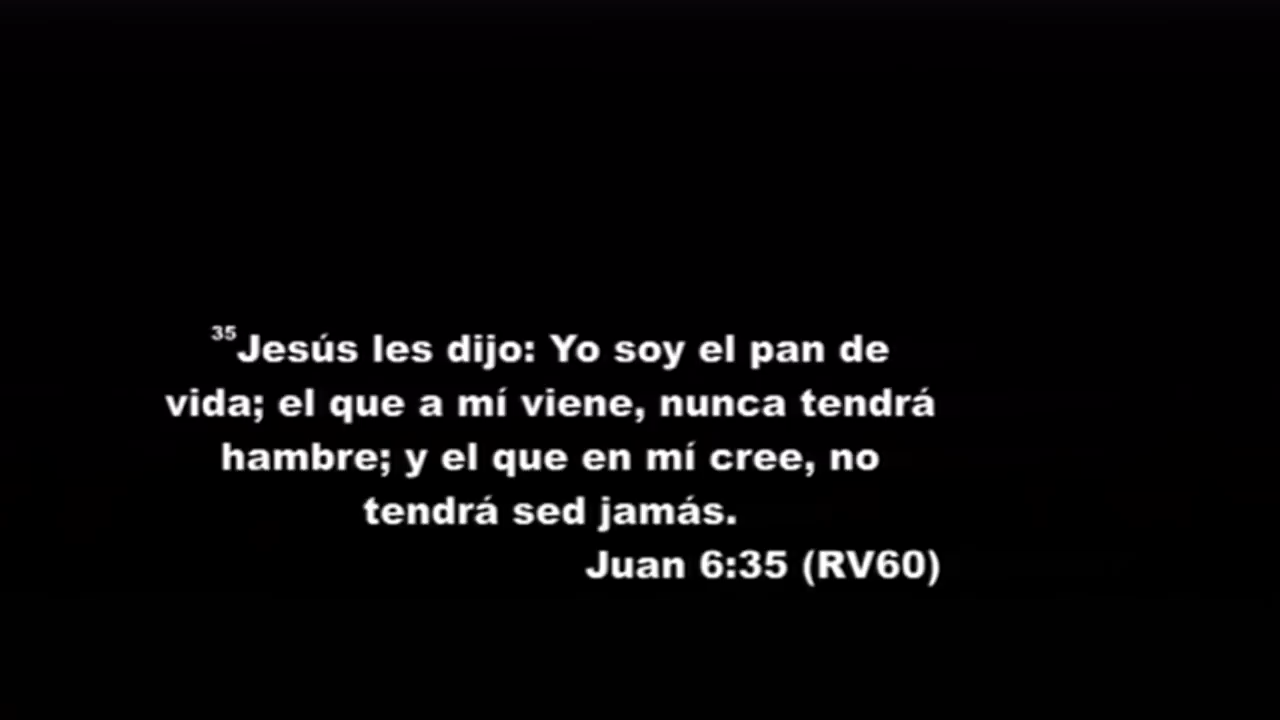 35Jesús les dijo: Yo soy el pan de
vida; el que a mí viene, nunca tendrá
hambre; y el que en mí cree, no
tendrá sed jamás.
Juan 6:35 (RV60)